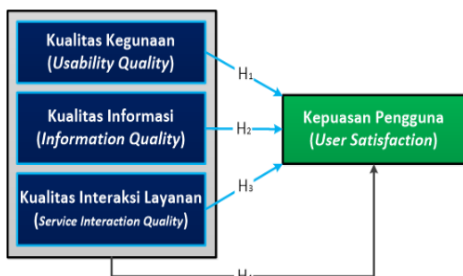 Kualitas Kegunaan
(Usability Quality)
H₁
Kualitas Informasi
(Information Quality)
H₂
Kepuasan Pengguna
(User Satisfaction)
Kualitas Interaksi Layanan
(Service Interaction Quality)
H₃